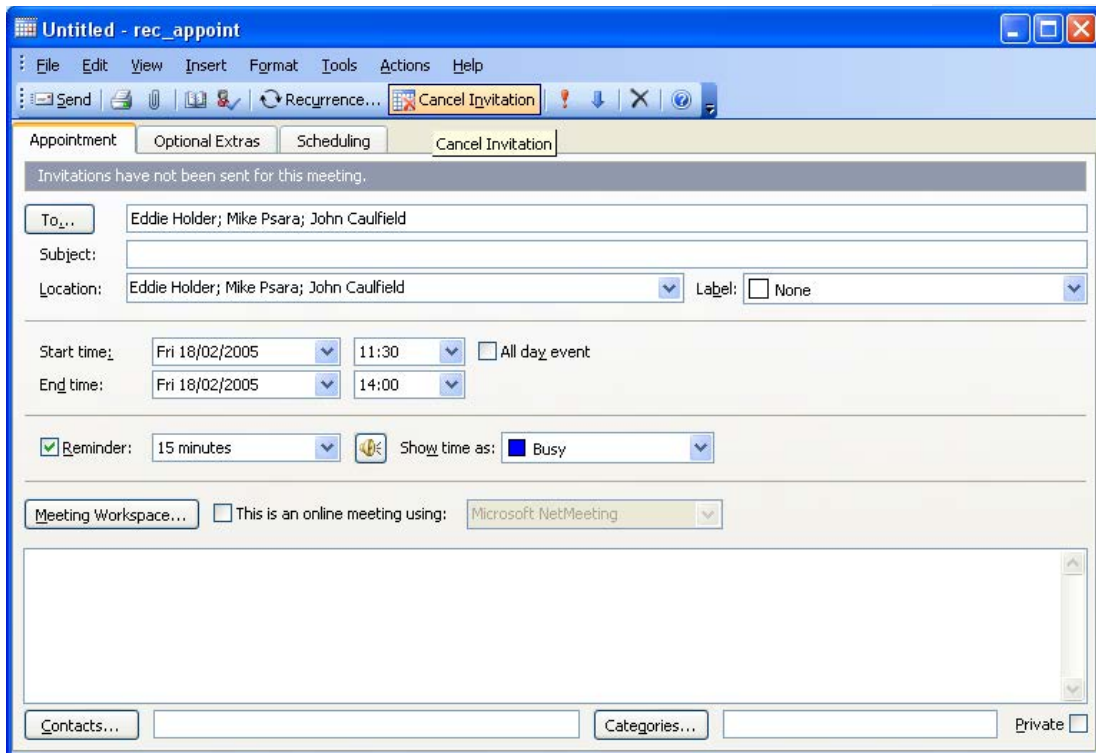 Untitled - rec_appoint
File Edit View Insert Format Tools Actions Help
Send Recurrence... Cancel Invitation
Appointment Optional Extras Scheduling Cancel Invitation
Invitations have not been sent for this meeting.
To... Eddie Holder; Mike Psara; John Caulfield
Subject:
Location: Eddie Holder; Mike Psara; John Caulfield Label: None
Start time: Fri 18/02/2005 11:30 All day event
End time: Fri 18/02/2005 14:00
Reminder: 15 minutes Show time as: Busy
Meeting Workspace... This is an online meeting using: Microsoft NetMeeting
Contacts... Categories... Private